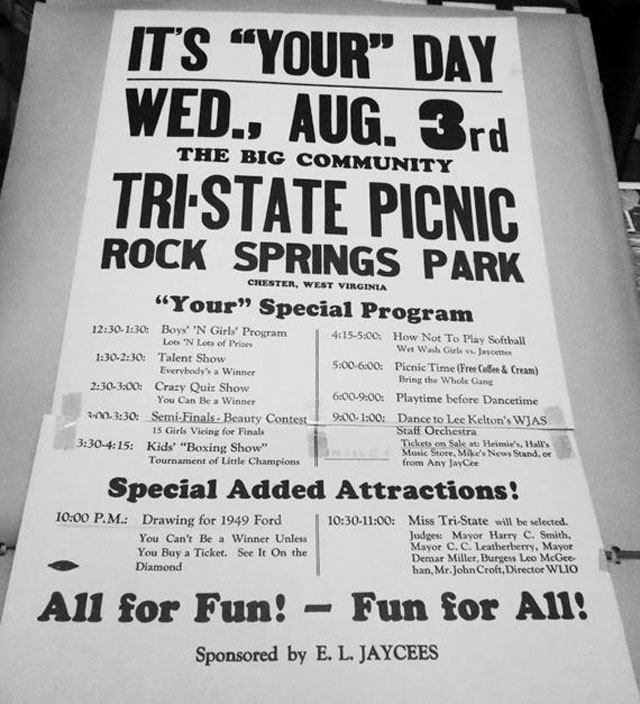 IT'S "YOUR" DAY
WED., AUG. 3rd
THE BIG COMMUNITY
TRI-STATE PICNIC
ROCK SPRINGS PARK
CHESTER, WEST VIRGINIA
"Your" Special Program
12:30-1:30: Boys' 'N Girls' Program
Lots 'N Lots of Prizes
1:30-2:30: Talent Show
Everybody's a Winner
2:30-3:00: Crazy Quiz Show
You Can Be a Winner
3:00-3:30: Semi-Finals - Beauty Contest
15 Girls Vieing for Finals
3:30-4:15: Kids' "Boxing Show"
Tournament of Little Champions
4:15-5:00: How Not To Play Softball
Wet Wash Girls vs. Jaycettes
5:00-6:00: Picnic Time (Free Coffee & Cream)
Bring the Whole Gang
6:00-9:00: Playtime before Dancetime
9:00-1:00: Dance to Lee Kelton's WJAS
Staff Orchestra
Tickets on Sale at: Heimie's, Hall's
Music Store, Mike's News Stand, or
from Any JayCee
Special Added Attractions!
10:00 P.M.: Drawing for 1949 Ford
You Can't Be a Winner Unless
You Buy a Ticket. See It On the
Diamond
10:30-11:00: Miss Tri-State will be selected.
Judges: Mayor Harry C. Smith,
Mayor C. C. Leatherberry, Mayor
Demar Miller, Burgess Leo McGee-
han, Mr. John Croft, Director WLIO
All for Fun! — Fun for All!
Sponsored by E. L. JAYCEES